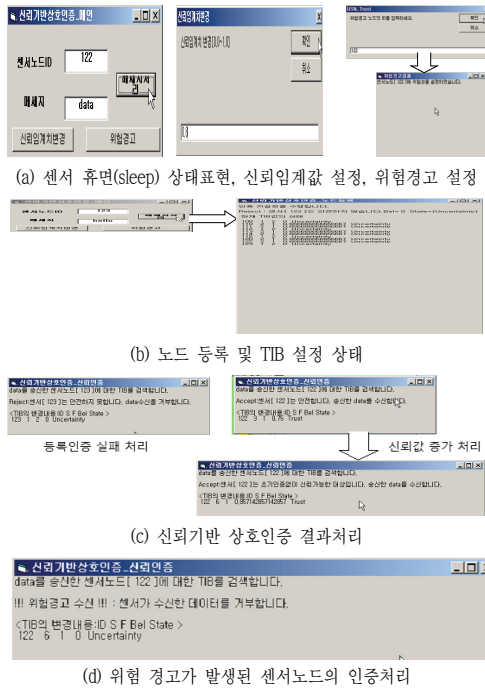 신뢰기반상호인증_메인
센서노드ID
122
메세지
data
메세지처리
신뢰임계치변경
위험경고
신뢰임계치변경
신뢰임계치 변경[0.0~1.0]
확인
취소
0.8
USN_Trust
위험경고 노드의 ID를 입력하세요.
확인
취소
122
(a) 센서 휴면(sleep) 상태표현, 신뢰임계값 설정, 위험경고 설정
센서노드ID
123
메세지
hello
신뢰임계치변경
위험경고
(b) 노드 등록 및 TIB 설정 상태
신뢰기반상호인증_신뢰인증
data를 송신한 센서노드[ 123 ]에 대한 TIB를 검색합니다.
Reject:센서[ 123 ]는 안전하지 못합니다. data수신을 거부합니다.
<TIB의 변경내용:ID S F Bel State >
123 1 2 0 Uncertainty
등록인증 실패 처리
신뢰기반상호인증_신뢰인증
data를 송신한 센서노드[ 122 ]에 대한 TIB를 검색합니다.
Accept:센서[ 122 ]는 안전합니다. 송신한 data를 수신합니다.
<TIB의 변경내용:ID S F Bel State >
122 3 1 0.75 Trust
신뢰값 증가 처리
신뢰기반상호인증_신뢰인증
data를 송신한 센서노드[ 122 ]에 대한 TIB를 검색합니다.
Accept:센서[ 122 ]는 초기인증없이 신뢰가능한 대상입니다. 송신한 data를 수신합니다.
<TIB의 변경내용:ID S F Bel State >
122 6 1 0.857142857142857 Trust
(c) 신뢰기반 상호인증 결과처리
신뢰기반상호인증_신뢰인증
data를 송신한 센서노드[ 122 ]에 대한 TIB를 검색합니다.
!!! 위험경고 수신 !!! : 센서가 수신한 데이터를 거부합니다.
<TIB의 변경내용:ID S F Bel State >
122 6 1 0 Uncertainty
(d) 위험 경고가 발생된 센서노드의 인증처리